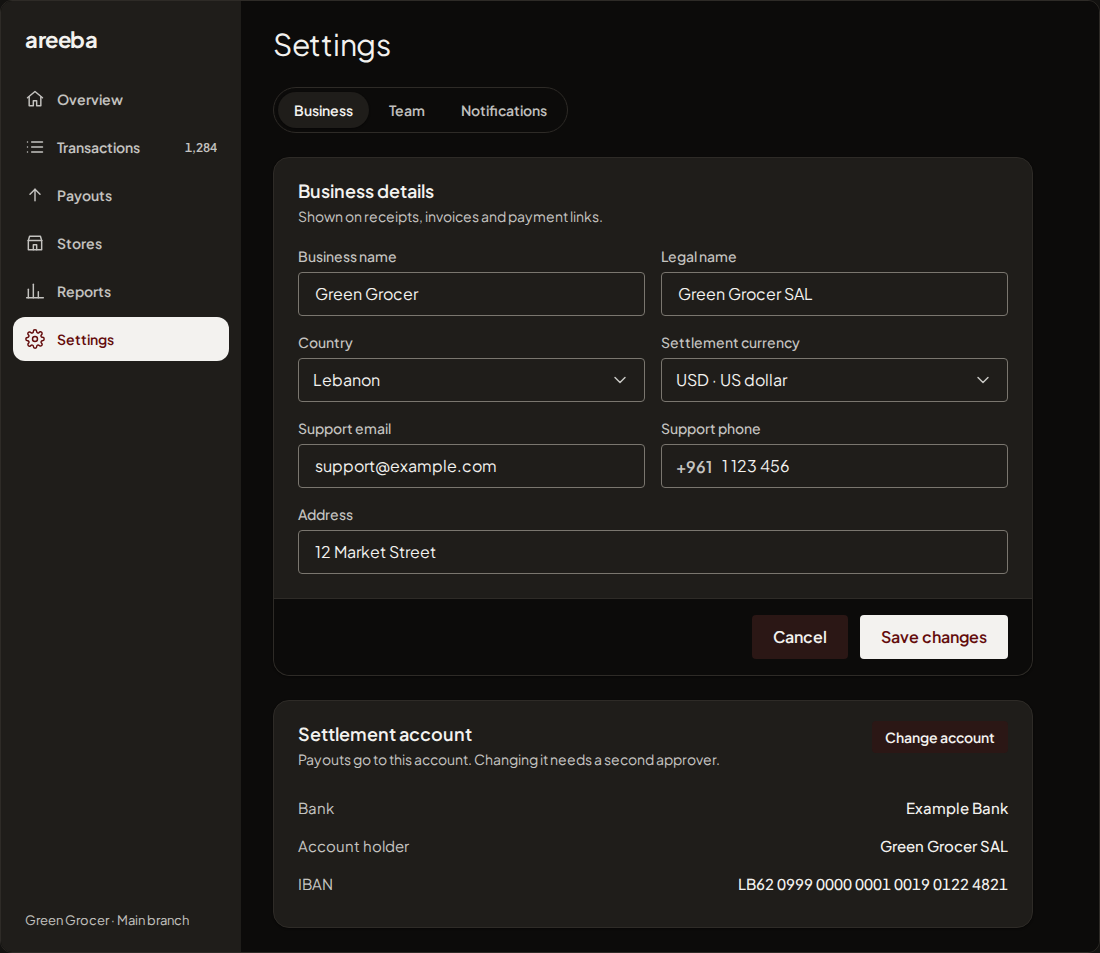 areeba
Overview
Transactions 1,284
Payouts
Stores
Reports
Settings
Green Grocer · Main branch
Settings
Business Team Notifications
Business details
Shown on receipts, invoices and payment links.
Business name
Green Grocer
Legal name
Green Grocer SAL
Country
Lebanon
Settlement currency
USD · US dollar
Support email
support@example.com
Support phone
+961 1 123 456
Address
12 Market Street
Cancel Save changes
Settlement account
Change account
Payouts go to this account. Changing it needs a second approver.
Bank Example Bank
Account holder Green Grocer SAL
IBAN LB62 0999 0000 0001 0019 0122 4821